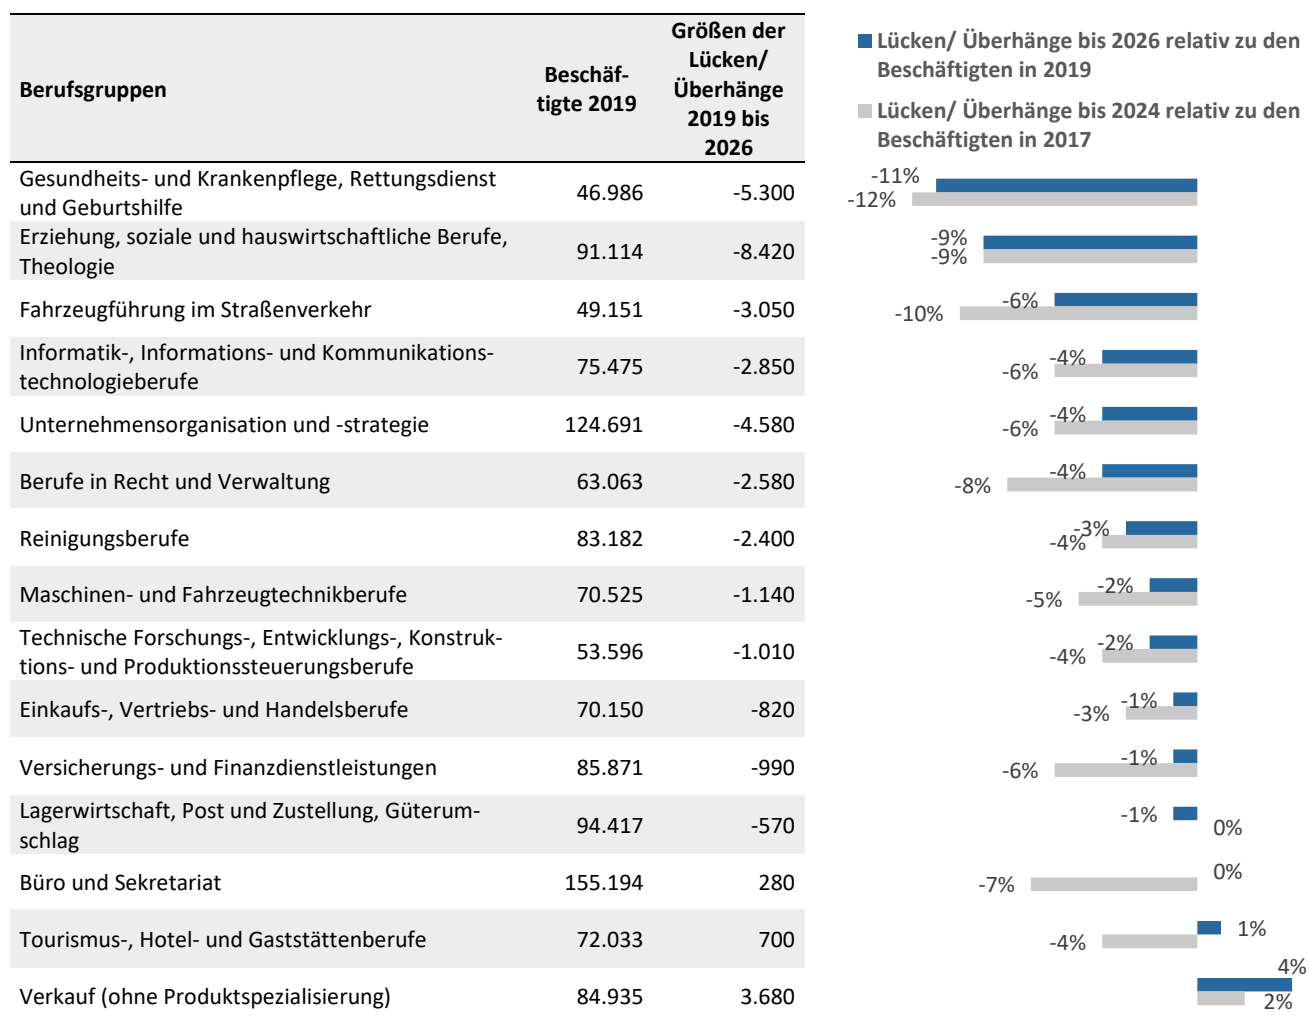 Berufsgruppen
Beschäf-
tigte 2019
Größen der
Lücken/
Überhänge
2019 bis
2026
Lücken/ Überhänge bis 2026 relativ zu den
Beschäftigten in 2019
Lücken/ Überhänge bis 2024 relativ zu den
Beschäftigten in 2017
Gesundheits- und Krankenpflege, Rettungsdienst
und Geburtshilfe
46.986
-5.300
-11%
-12%
Erziehung, soziale und hauswirtschaftliche Berufe,
Theologie
91.114
-8.420
-9%
-9%
Fahrzeugführung im Straßenverkehr
49.151
-3.050
-6%
-10%
Informatik-, Informations- und Kommunikations-
technologieberufe
75.475
-2.850
-4%
-6%
Unternehmensorganisation und -strategie
124.691
-4.580
-4%
-6%
Berufe in Recht und Verwaltung
63.063
-2.580
-4%
-8%
Reinigungsberufe
83.182
-2.400
-3%
-4%
Maschinen- und Fahrzeugtechnikberufe
70.525
-1.140
-2%
-5%
Technische Forschungs-, Entwicklungs-, Konstruk-
tions- und Produktionssteuerungsberufe
53.596
-1.010
-2%
-4%
Einkaufs-, Vertriebs- und Handelsberufe
70.150
-820
-1%
-3%
Versicherungs- und Finanzdienstleistungen
85.871
-990
-1%
-6%
Lagerwirtschaft, Post und Zustellung, Güterum-
schlag
94.417
-570
-1%
0%
Büro und Sekretariat
155.194
280
0%
-7%
Tourismus-, Hotel- und Gaststättenberufe
72.033
700
1%
-4%
Verkauf (ohne Produktspezialisierung)
84.935
3.680
4%
2%